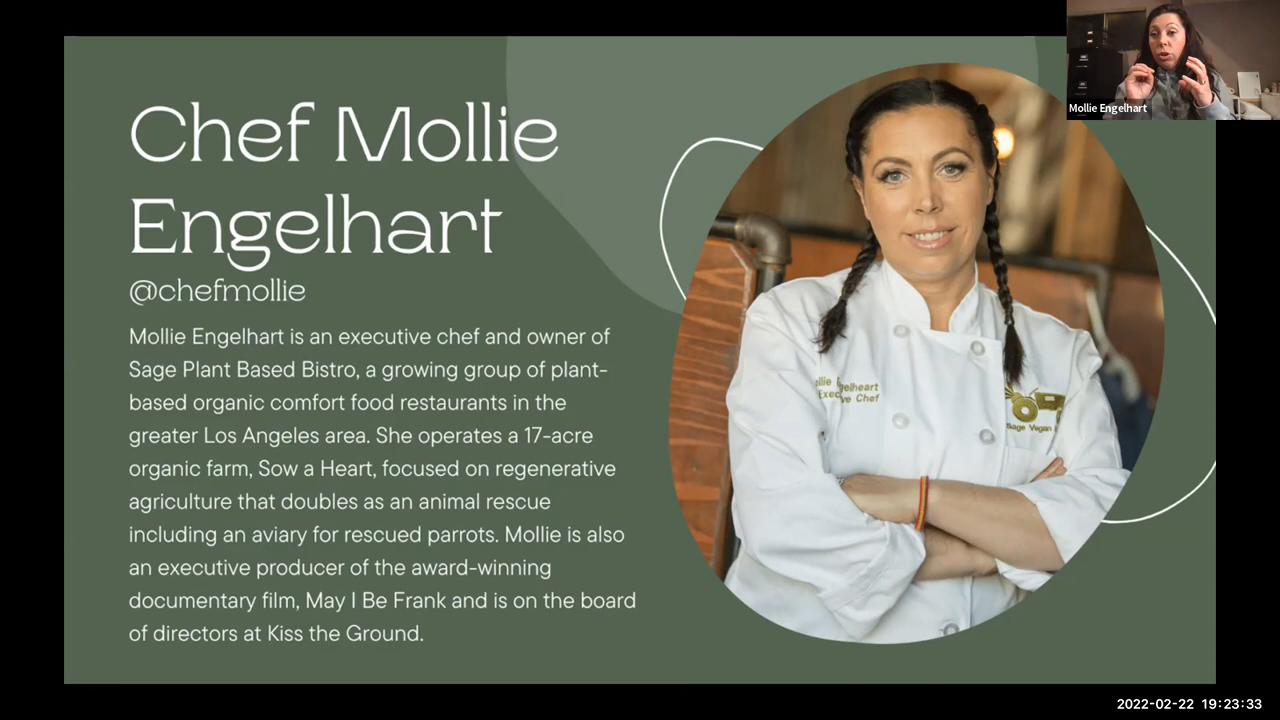 Chef Mollie
Engelhart
@chefmollie
Mollie Engelhart is an executive chef and owner of
Sage Plant Based Bistro, a growing group of plant-
based organic comfort food restaurants in the
greater Los Angeles area. She operates a 17-acre
organic farm, Sow a Heart, focused on regenerative
agriculture that doubles as an animal rescue
including an aviary for rescued parrots. Mollie is also
an executive producer of the award-winning
documentary film, May I Be Frank and is on the board
of directors at Kiss the Ground.
Mollie Engelhart
Sage Vegan
2022-02-22 19:23:33